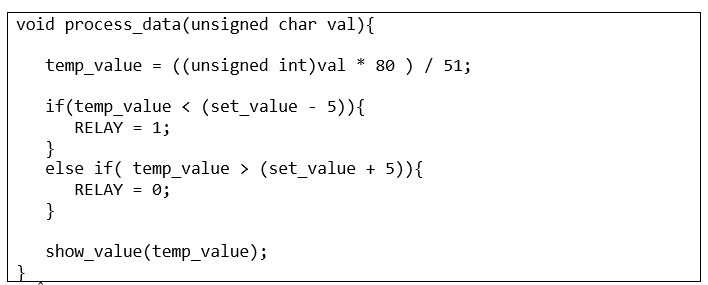 void process_data(unsigned char val){
temp_value = ((unsigned int)val * 80 ) / 51;
if(temp_value < (set_value - 5)){
RELAY = 1;
}
else if( temp_value > (set_value + 5)){
RELAY = 0;
}
show_value(temp_value);
}